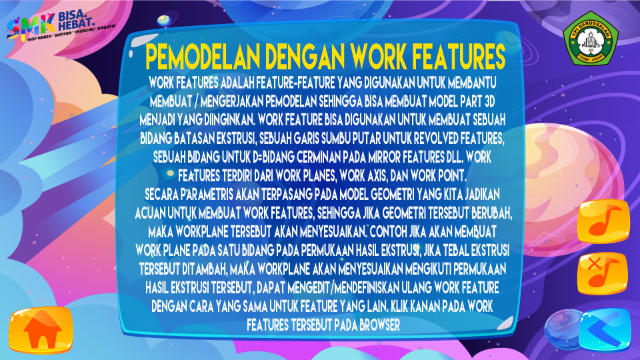 SMK BISA.
HEBAT.
SIAP KERJA • SANTUN • MANDIRI • KREATIF
PEMODELAN DENGAN WORK FEATURES
WORK FEATURES ADALAH FEATURE-FEATURE YANG DIGUNAKAN UNTUK MEMBANTU
MEMBUAT / MENGERJAKAN PEMODELAN SEHINGGA BISA MEMBUAT MODEL PART 3D
MENJADI YANG DIINGINKAN. WORK FEATURE BISA DIGUNAKAN UNTUK MEMBUAT SEBUAH
BIDANG BATASAN EKSTRUSI, SEBUAH GARIS SUMBU PUTAR UNTUK REVOLVED FEATURES,
SEBUAH BIDANG UNTUK D=BIDANG CERMINAN PADA MIRROR FEATURES DLL. WORK
FEATURES TERDIRI DARI WORK PLANES, WORK AXIS, DAN WORK POINT.
SECARA PARAMETRIS AKAN TERPASANG PADA MODEL GEOMETRI YANG KITA JADIKAN
ACUAN UNTUK MEMBUAT WORK FEATURES, SEHINGGA JIKA GEOMETRI TERSEBUT BERUBAH,
MAKA WORKPLANE TERSEBUT AKAN MENYESUAIKAN. CONTOH JIKA AKAN MEMBUAT
WORK PLANE PADA SATU BIDANG PADA PERMUKAAN HASIL EKSTRUSI, JIKA TEBAL EKSTRUSI
TERSEBUT DITAMBAH, MAKA WORKPLANE AKAN MENYESUAIKAN MENGIKUTI PERMUKAAN
HASIL EKSTRUSI TERSEBUT, DAPAT MENGEDIT/MENDEFINISKAN ULANG WORK FEATURE
DENGAN CARA YANG SAMA UNTUK FEATURE YANG LAIN. KLIK KANAN PADA WORK
FEATURES TERSEBUT PADA BROWSER